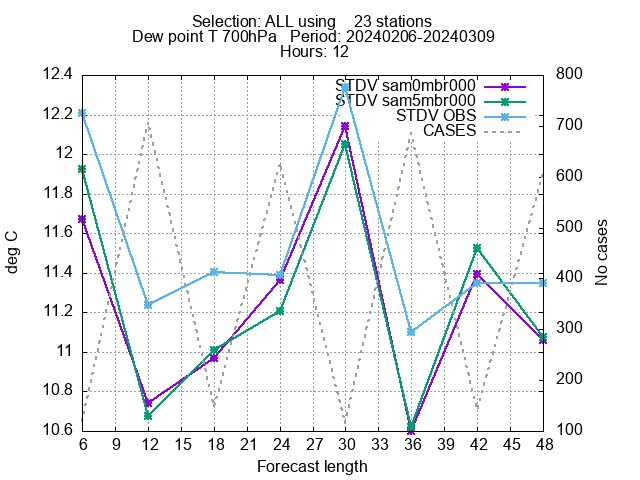 Selection: ALL using 23 stations
Dew point T 700hPa Period: 20240206-20240309
Hours: 12
STDV sam0mbr000
STDV sam5mbr000
STDV OBS
CASES
deg C
12.4
12.2
12
11.8
11.6
11.4
11.2
11
10.8
10.6
800
700
600
500
400
300
200
100
No cases
6 9 12 15 18 21 24 27 30 33 36 39 42 45 48
Forecast length